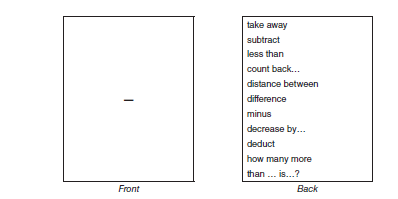 –
take away
subtract
less than
count back...
distance between
difference
minus
decrease by...
deduct
how many more
than ... is...?
Front
Back